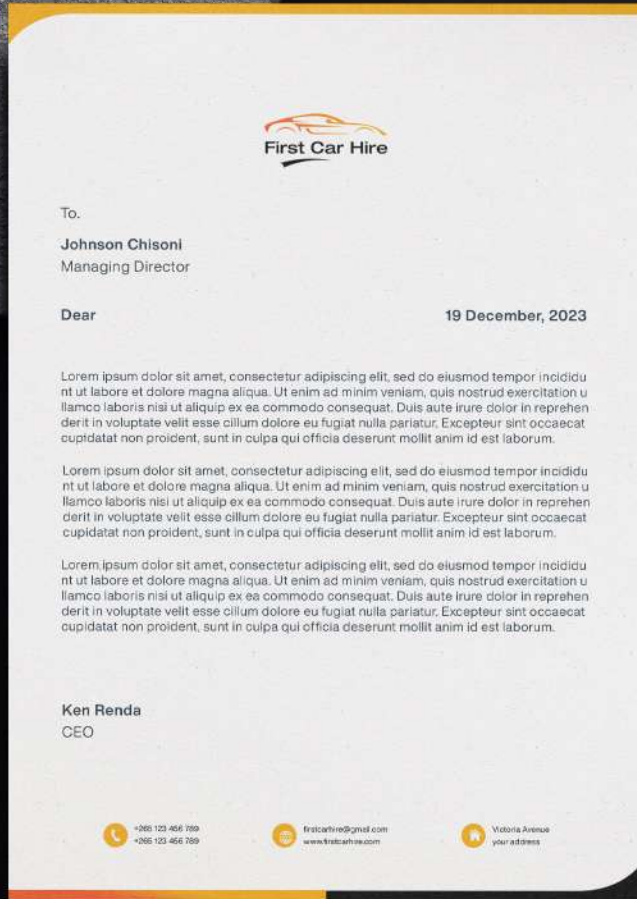 First Car Hire
To.
Johnson Chisoni
Managing Director
Dear 19 December, 2023
Lorem ipsum dolor sit amet, consectetur adipiscing elit, sed do eiusmod tempor incididu
nt ut labore et dolore magna aliqua. Ut enim ad minim veniam, quis nostrud exercitation u
llamco laboris nisi ut aliquip ex ea commodo consequat. Duis aute irure dolor in reprehen
derit in voluptate velit esse cillum dolore eu fugiat nulla pariatur. Excepteur sint occaecat
cupidatat non proident, sunt in culpa qui officia deserunt mollit anim id est laborum.
Lorem ipsum dolor sit amet, consectetur adipiscing elit, sed do eiusmod tempor incididu
nt ut labore et dolore magna aliqua. Ut enim ad minim veniam, quis nostrud exercitation u
llamco laboris nisi ut aliquip ex ea commodo consequat. Duis aute irure dolor in reprehen
derit in voluptate velit esse cillum dolore eu fugiat nulla pariatur. Excepteur sint occaecat
cupidatat non proident, sunt in culpa qui officia deserunt mollit anim id est laborum.
Lorem ipsum dolor sit amet, consectetur adipiscing elit, sed do eiusmod tempor incididu
nt ut labore et dolore magna aliqua. Ut enim ad minim veniam, quis nostrud exercitation u
llamco laboris nisi ut aliquip ex ea commodo consequat. Duis aute irure dolor in reprehen
derit in voluptate velit esse cillum dolore eu fugiat nulla pariatur. Excepteur sint occaecat
cupidatat non proident, sunt in culpa qui officia deserunt mollit anim id est laborum.
Ken Renda
CEO
+265 123 456 789
+265 123 456 789
firstcarhire@gmail.com
www.firstcarhire.com
Victoria Avenue
your address